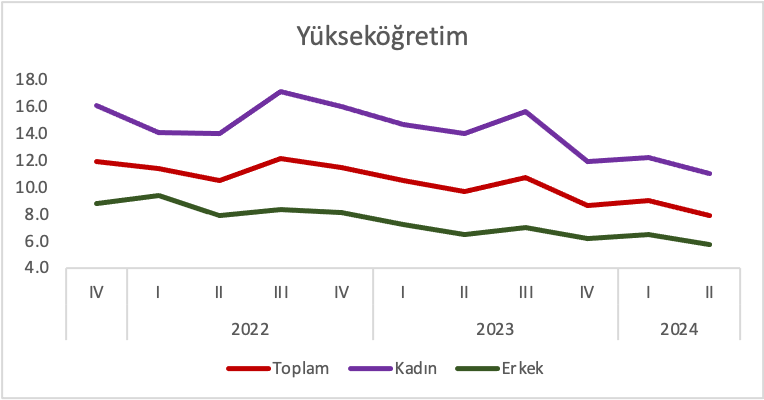 Yükseköğretim
18.0
16.0
14.0
12.0
10.0
8.0
6.0
4.0
IV I II III IV I II III IV I II
2022 2023 2024
Toplam Kadın Erkek